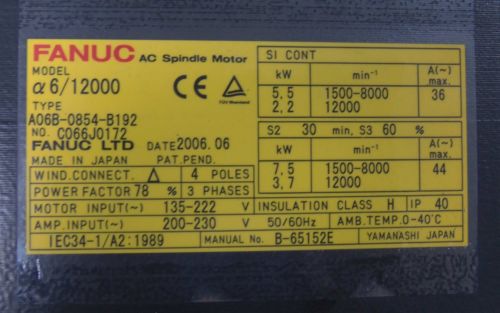 FANUC AC Spindle Motor
MODEL
α6/12000
TYPE
A06B-0854-B192
NO. C066J0172
FANUC LTD DATE 2006.06
MADE IN JAPAN PAT.PEND.
CE TÜV Rheinland
WIND.CONNECT. △ 4 POLES
POWER FACTOR 78 % 3 PHASES
SI CONT
kW min⁻¹ A(~) max
5,5 1500-8000 36
2,2 12000
S2 30 min, S3 60 %
kW min⁻¹ A(~) max
7,5 1500-8000 44
3,7 12000
MOTOR INPUT(~) 135-222 V INSULATION CLASS H IP 40
AMP.INPUT(~) 200-230 V 50/60Hz AMB.TEMP.0-40°C
IEC34-1/A2:1989 MANUAL No. B-65152E YAMANASHI JAPAN